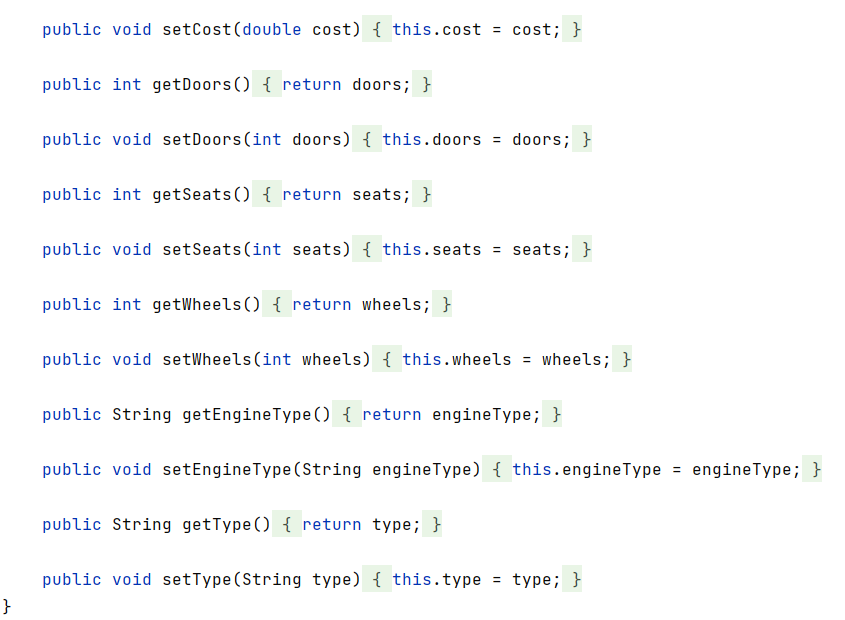 public void setCost(double cost) { this.cost = cost; }
public int getDoors() { return doors; }
public void setDoors(int doors) { this.doors = doors; }
public int getSeats() { return seats; }
public void setSeats(int seats) { this.seats = seats; }
public int getWheels() { return wheels; }
public void setWheels(int wheels) { this.wheels = wheels; }
public String getEngineType() { return engineType; }
public void setEngineType(String engineType) { this.engineType = engineType; }
public String getType() { return type; }
public void setType(String type) { this.type = type; }
}